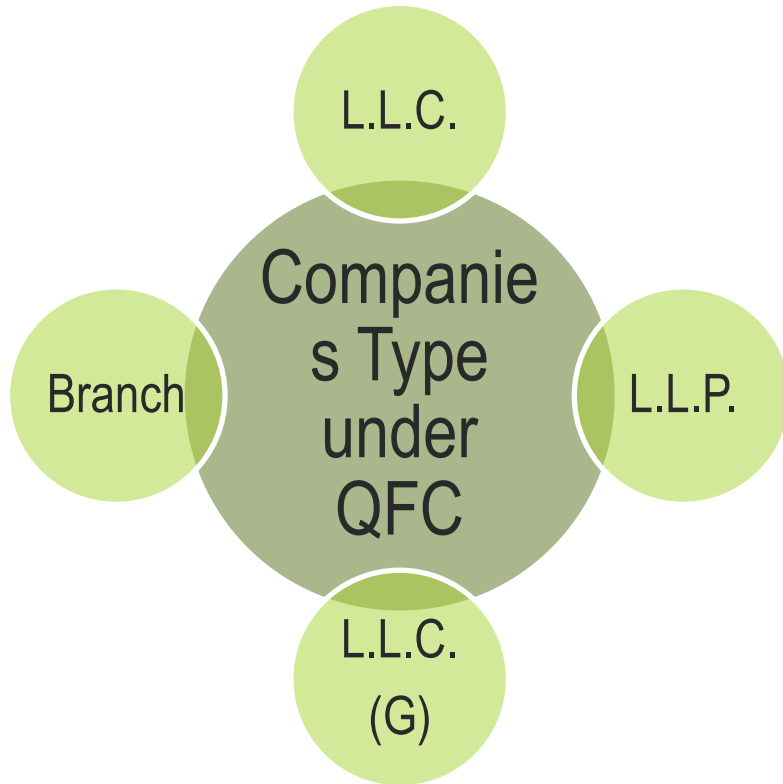 L.L.C.
Companie
s Type
under
QFC
Branch
L.L.P.
L.L.C.
(G)